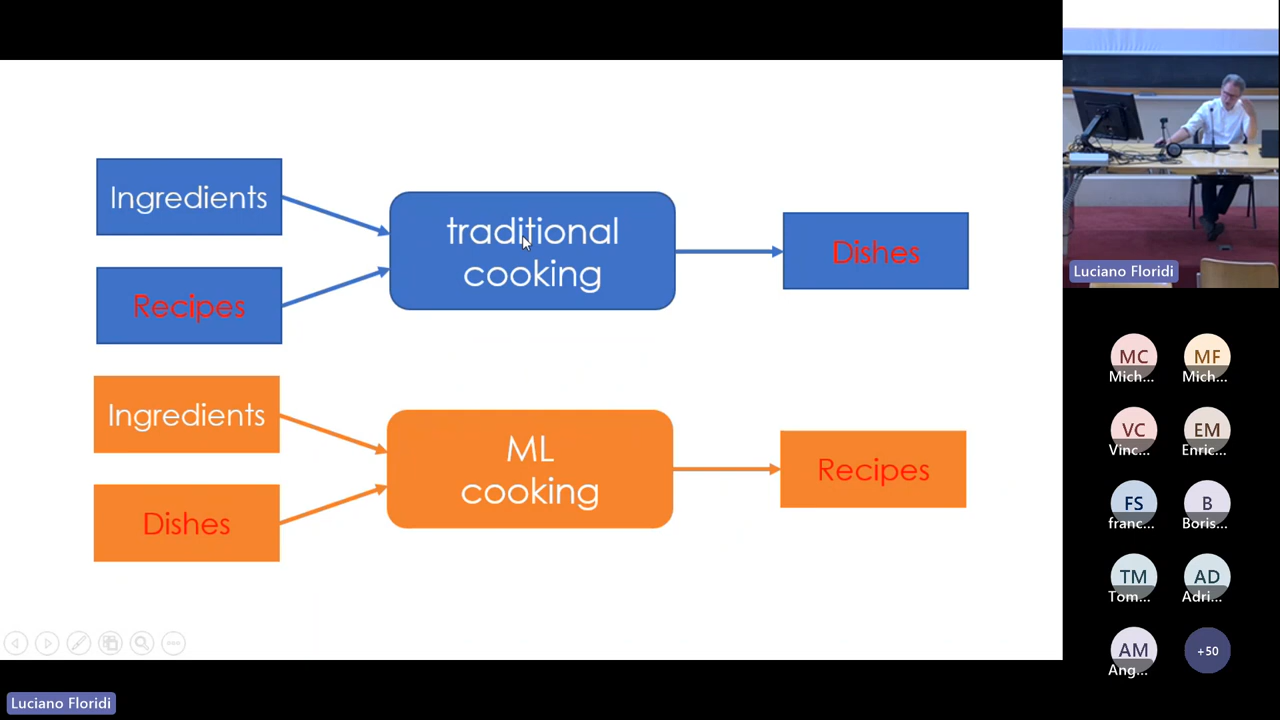 Ingredients
Recipes
traditional
cooking
Dishes
Ingredients
Dishes
ML
cooking
Recipes
Luciano Floridi
MC
Mich...
MF
Mich...
VC
Vinc...
EM
Enric...
FS
franc...
B
Boris...
TM
Tom...
AD
Adri...
AM
Ang...
+50
Luciano Floridi